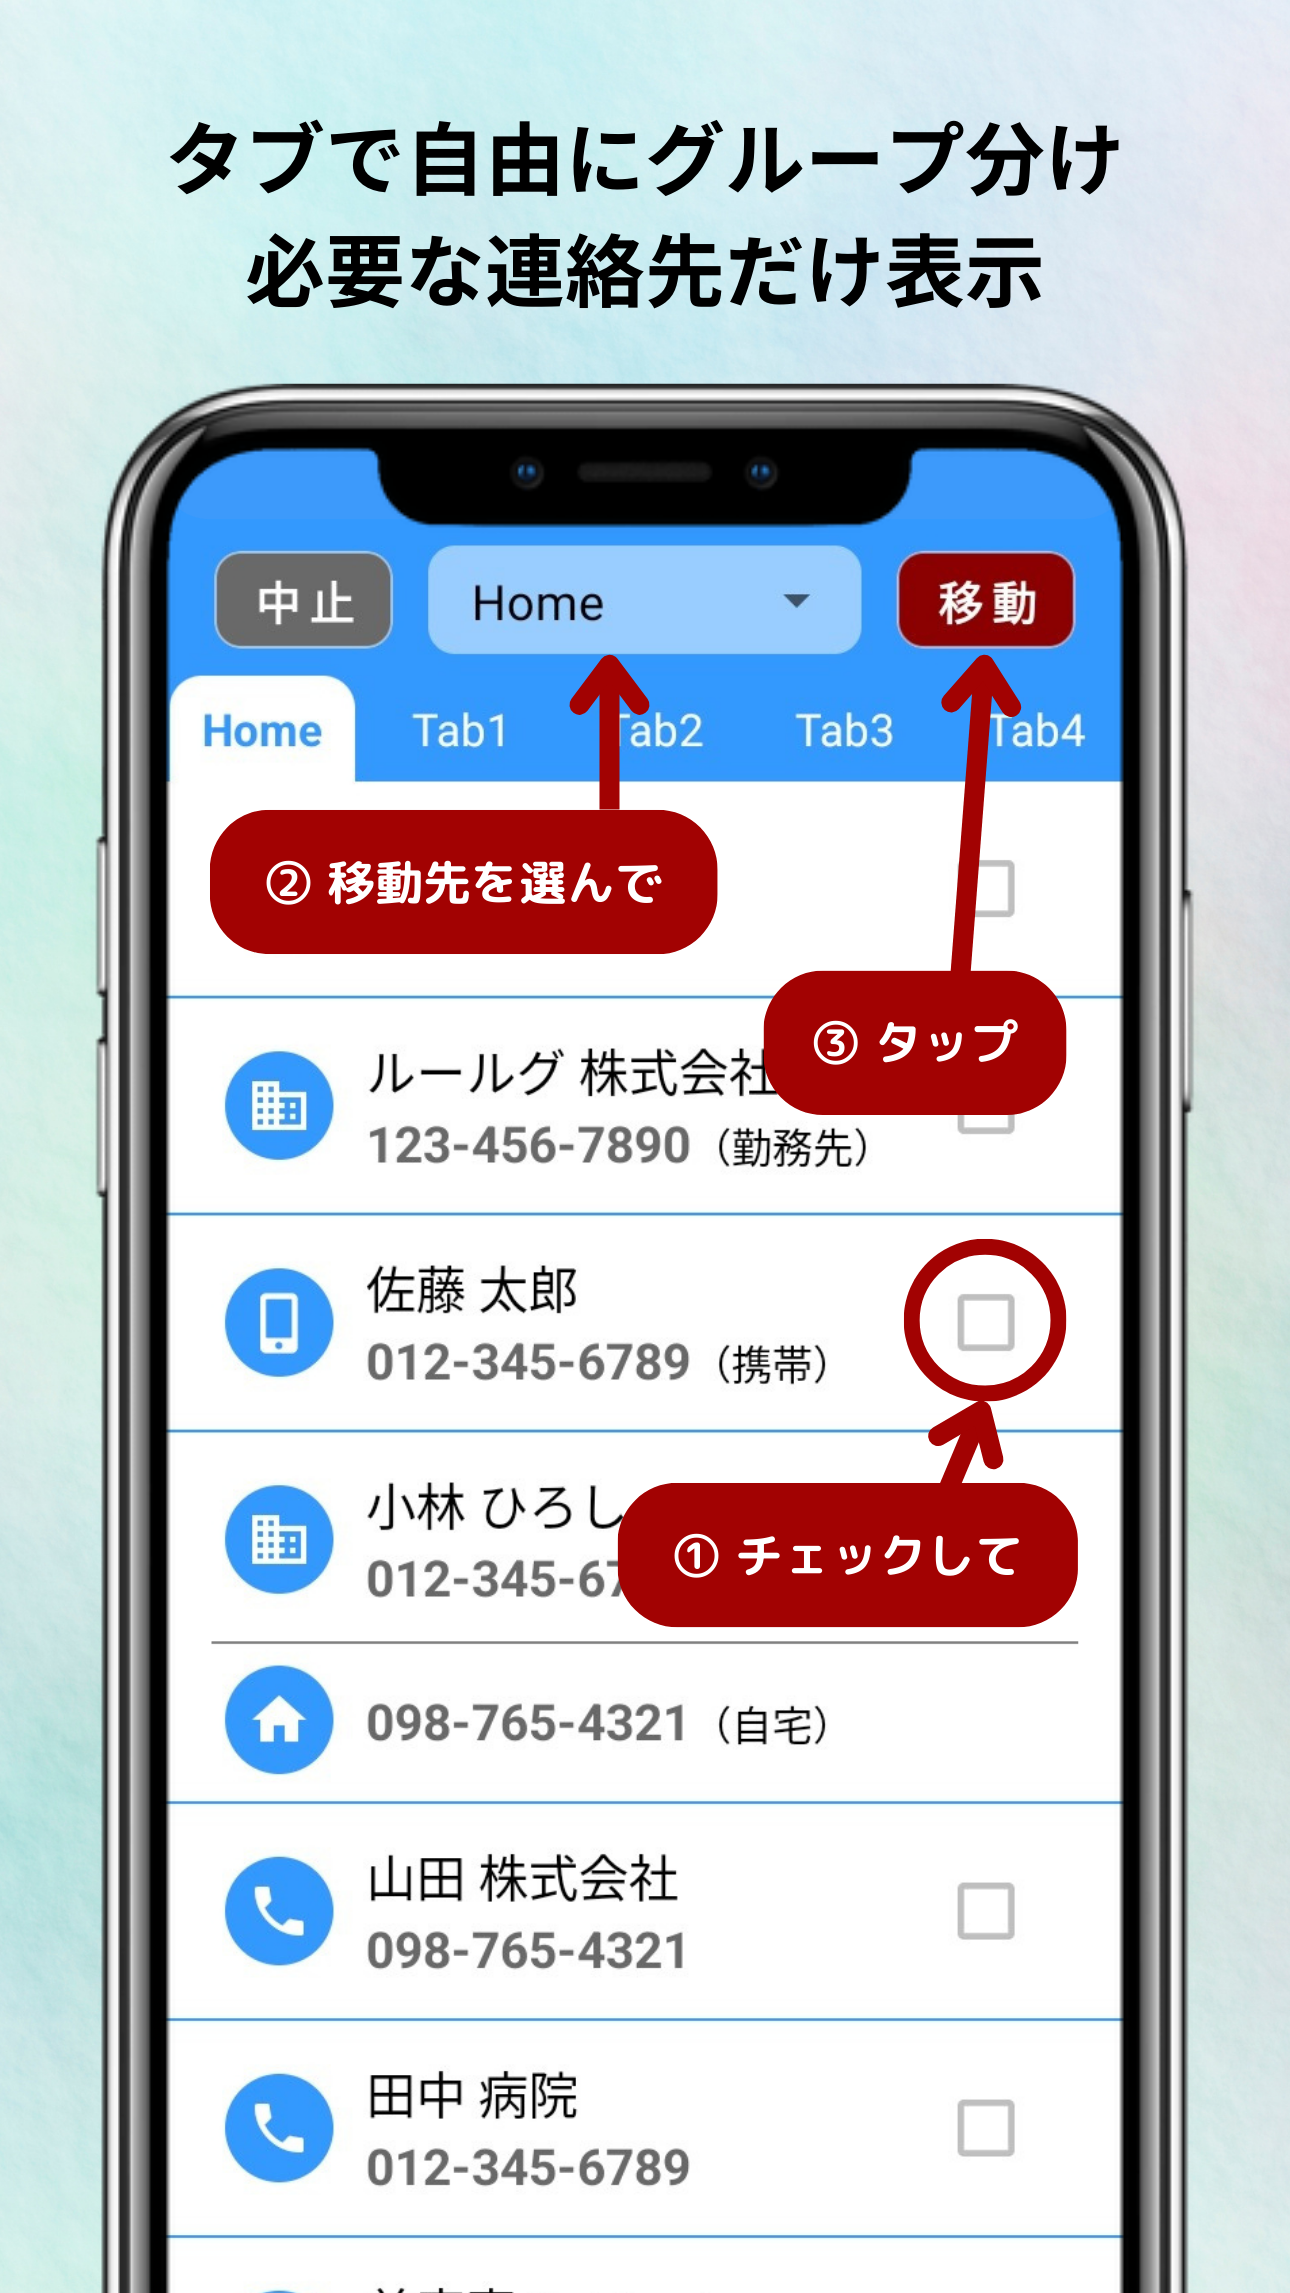 タブで自由にグループ分け
必要な連絡先だけ表示
中止
Home
移動
Home Tab1 Tab2 Tab3 Tab4
② 移動先を選んで
③ タップ
ルールグ 株式会社
123-456-7890（勤務先）
佐藤 太郎
012-345-6789（携帯）
① チェックして
小林 ひろし
012-345-67
098-765-4321（自宅）
山田 株式会社
098-765-4321
田中 病院
012-345-6789